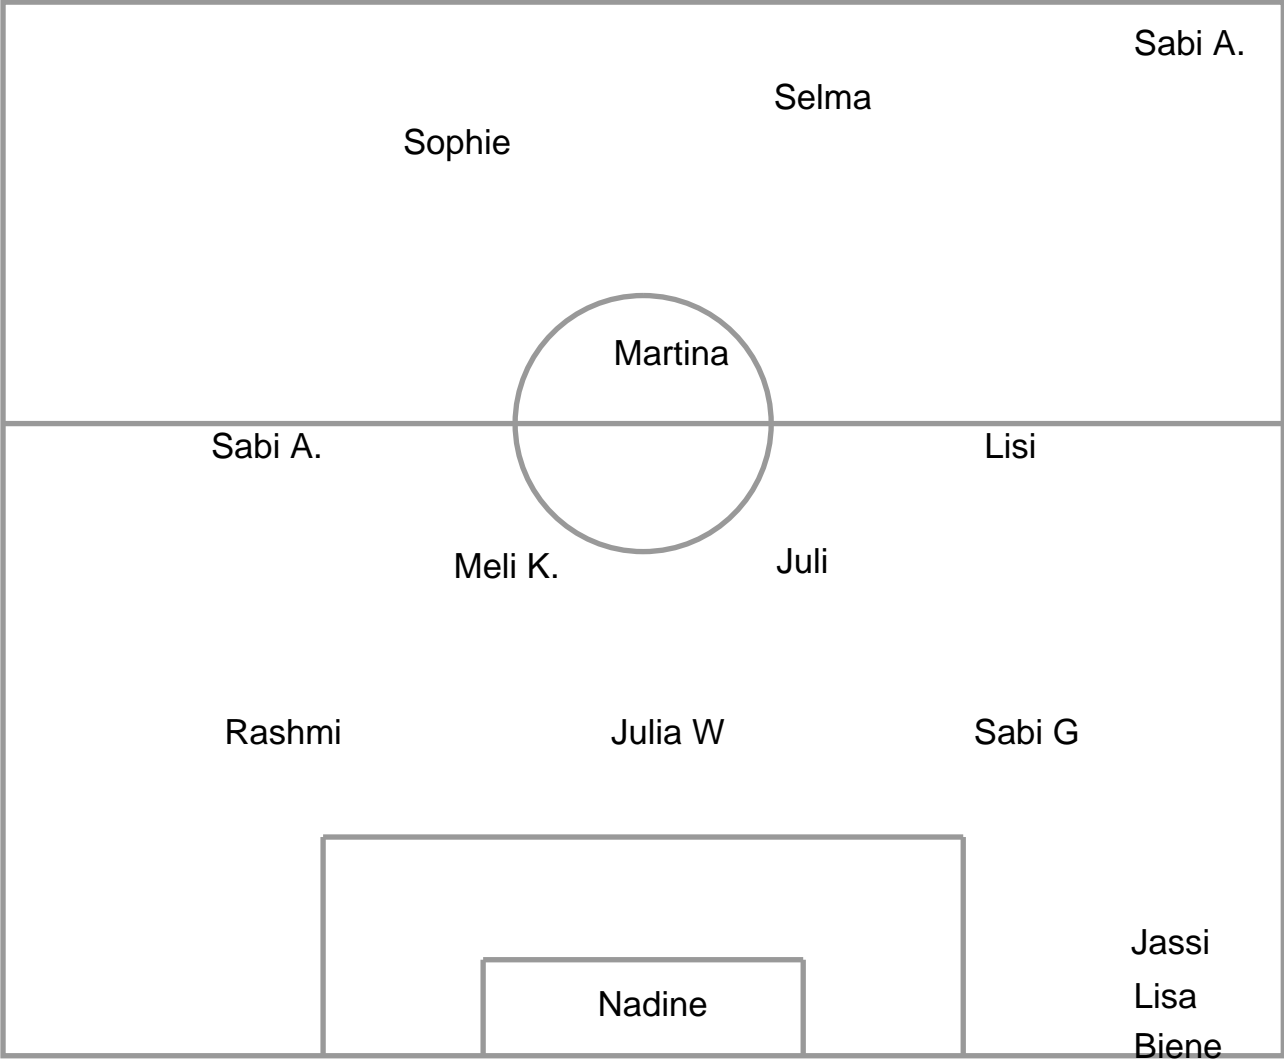 Sabi A.
Selma
Sophie
Martina
Sabi A.
Lisi
Meli K.
Juli
Rashmi
Julia W
Sabi G
Jassi
Lisa
Nadine
Biene